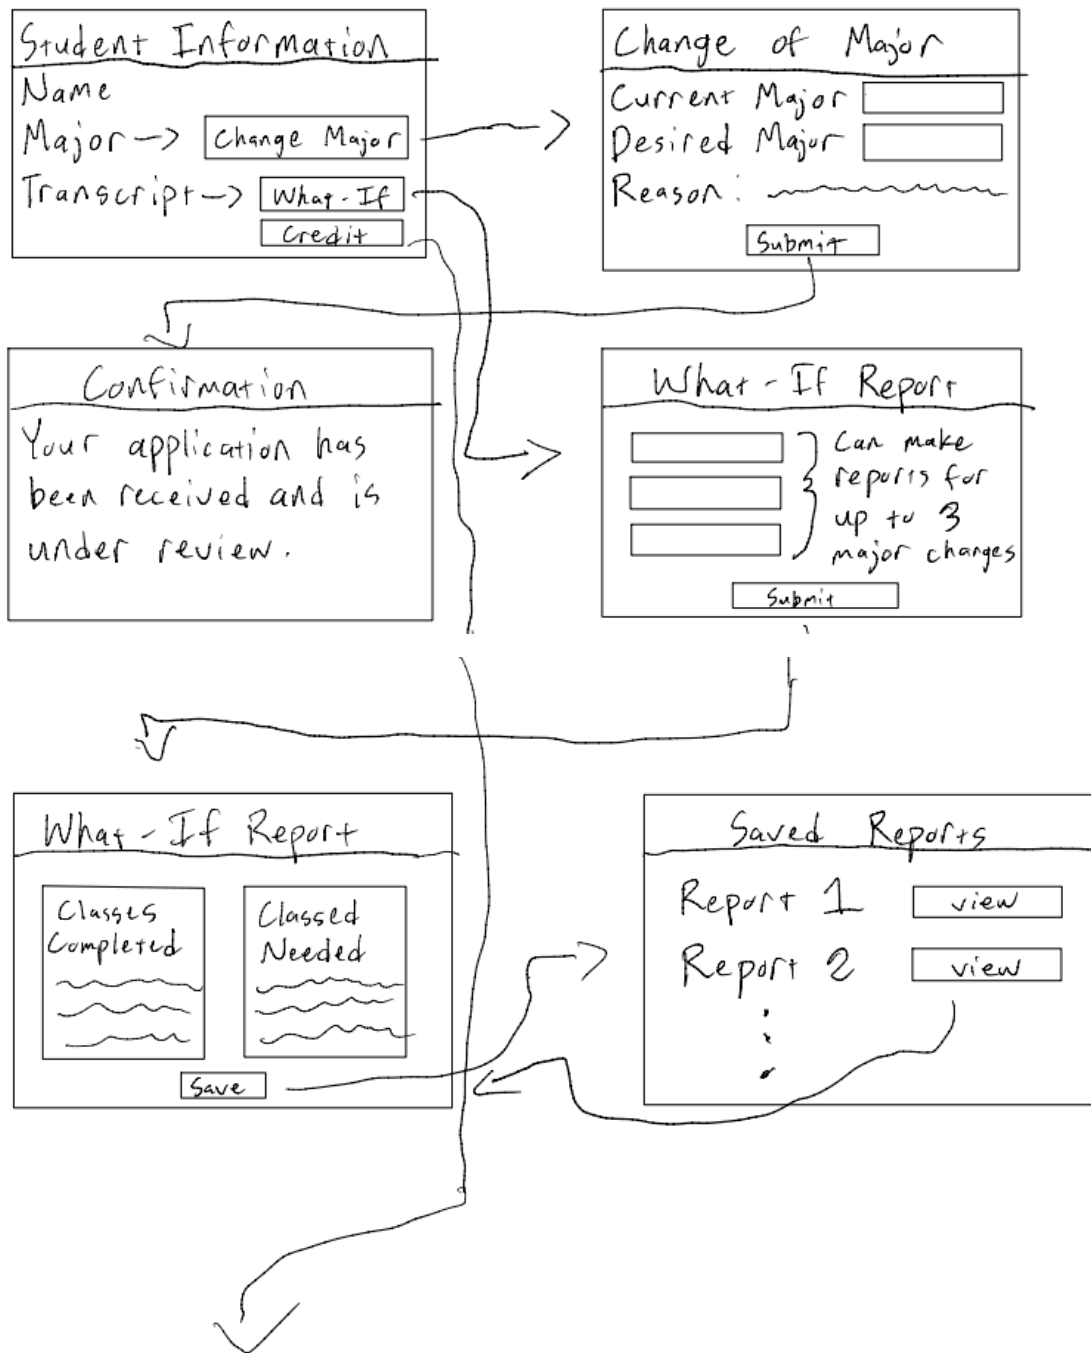 Student Information
Name
Major -> Change Major
Transcript -> What-If
Credit
Change of Major
Current Major
Desired Major
Reason:
Submit
Confirmation
Your application has
been received and is
under review.
What-If Report
Can make
reports for
up to 3
major changes
Submit
What-If Report
Classes
Completed
Classed
Needed
Save
Saved Reports
Report 1 view
Report 2 view